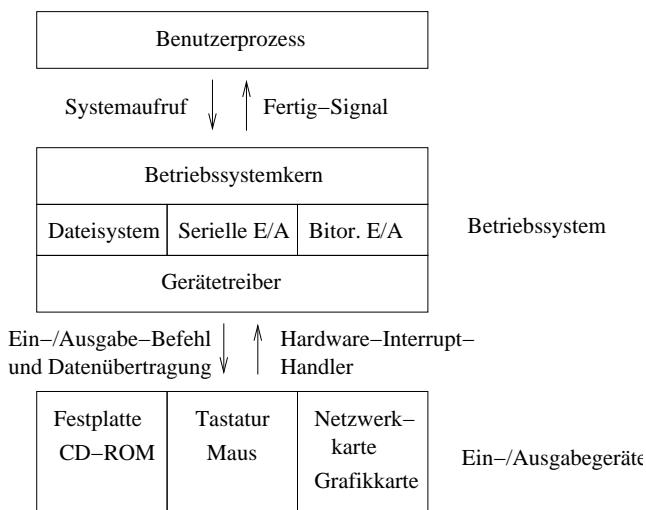 Benutzerprozess
Systemaufruf
Fertig−Signal
Betriebssystemkern
Dateisystem
Serielle E/A
Bitor. E/A
Betriebssystem
Gerätetreiber
Ein−/Ausgabe−Befehl
und Datenübertragung
Hardware−Interrupt−
Handler
Festplatte
CD−ROM
Tastatur
Maus
Netzwerk−
karte
Grafikkarte
Ein−/Ausgabegeräte